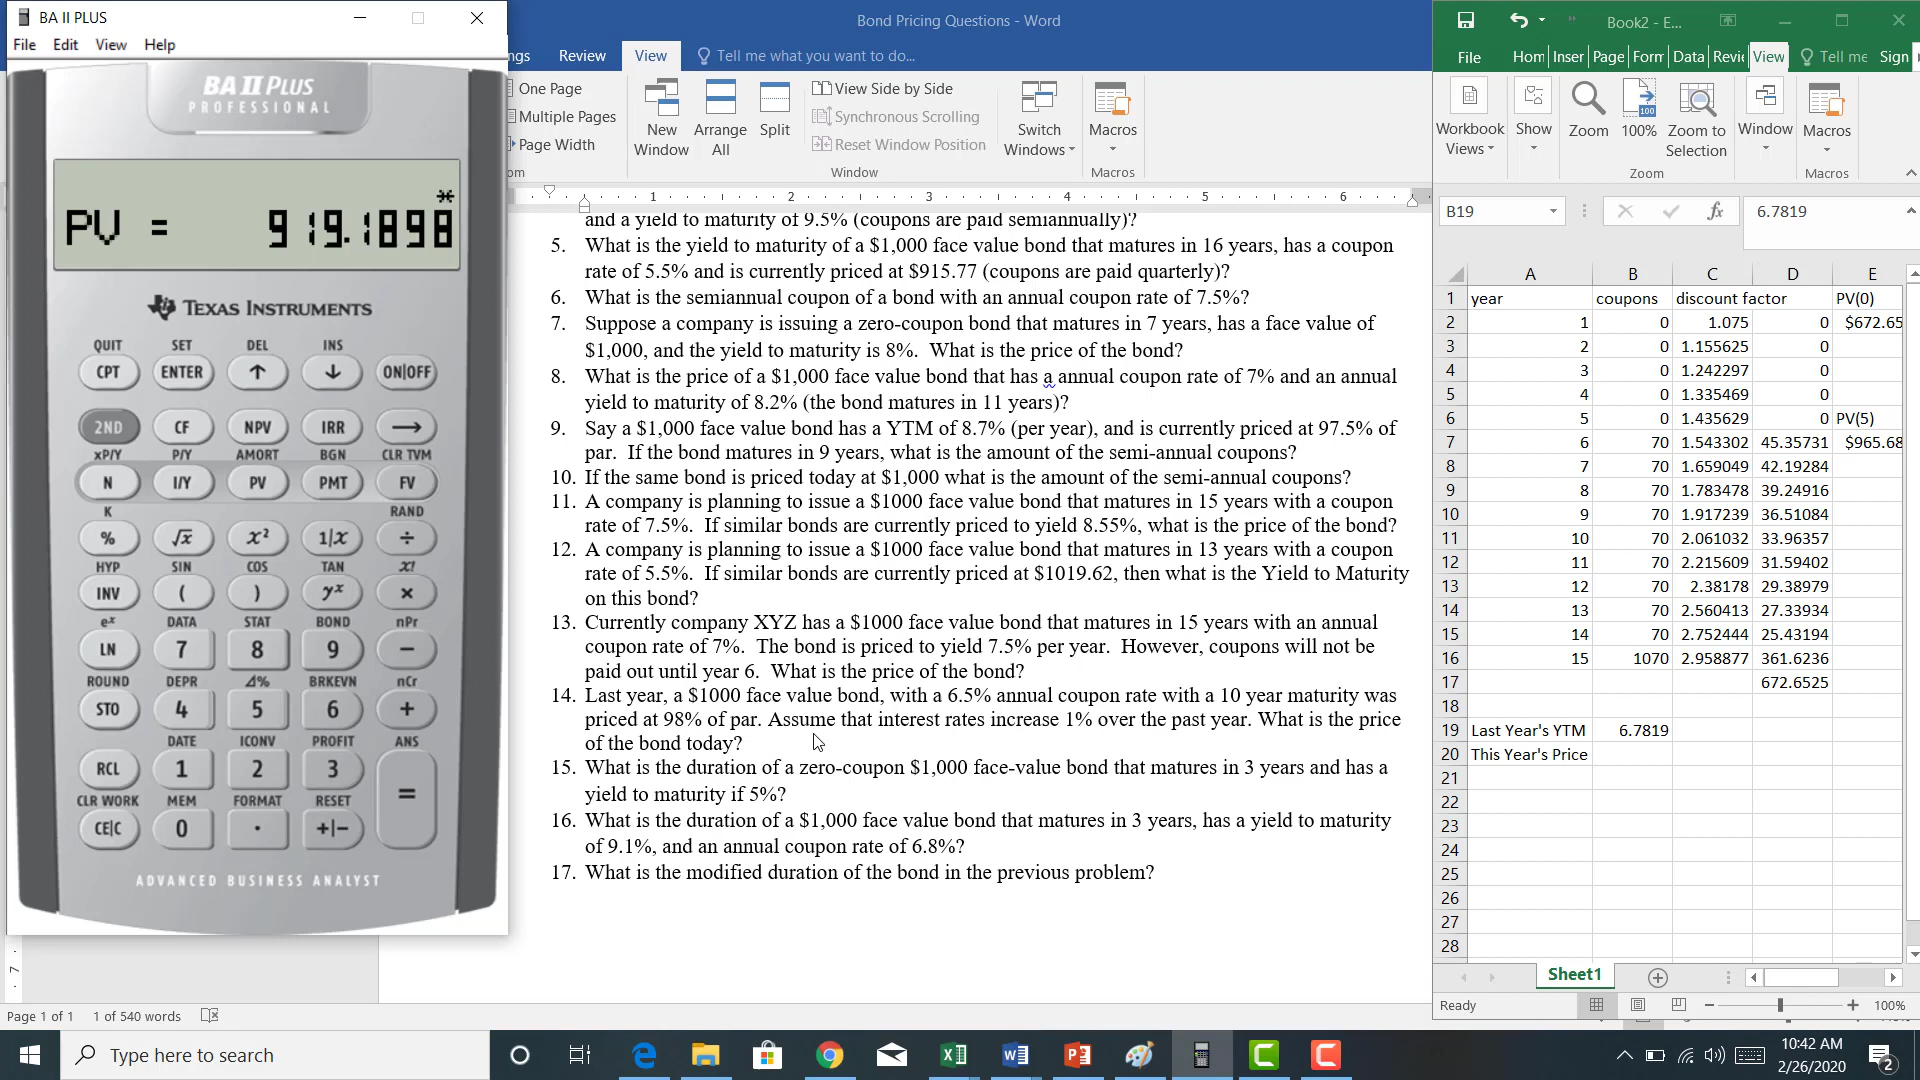 BA II PLUS
File Edit View Help
BA II PLUS
PROFESSIONAL
PV = 919.1898
*
TEXAS INSTRUMENTS
QUIT SET DEL INS
CPT ENTER ↑ ↓ ON|OFF
2ND CF NPV IRR →
xP/Y P/Y AMORT BGN CLR TVM
N I/Y PV PMT FV
K RAND
% √x x² 1/x ÷
HYP SIN COS TAN x!
INV ( ) yˣ ×
eˣ DATA STAT BOND nPr
LN 7 8 9 −
ROUND DEPR Δ% BRKEVN nCr
STO 4 5 6 +
DATE ICONV PROFIT ANS
RCL 1 2 3 =
CLR WORK MEM FORMAT RESET
CE|C 0 . +|−
ADVANCED BUSINESS ANALYST
Bond Pricing Questions - Word
ngs Review View Tell me what you want to do...
One Page
Multiple Pages
Page Width
om
New Window
Arrange All
Split
View Side by Side
Synchronous Scrolling
Reset Window Position
Window
Switch Windows
Macros
Macros
1 2 3 4 5 6
and a yield to maturity of 9.5% (coupons are paid semiannually)?
5. What is the yield to maturity of a $1,000 face value bond that matures in 16 years, has a coupon
rate of 5.5% and is currently priced at $915.77 (coupons are paid quarterly)?
6. What is the semiannual coupon of a bond with an annual coupon rate of 7.5%?
7. Suppose a company is issuing a zero-coupon bond that matures in 7 years, has a face value of
$1,000, and the yield to maturity is 8%. What is the price of the bond?
8. What is the price of a $1,000 face value bond that has a annual coupon rate of 7% and an annual
yield to maturity of 8.2% (the bond matures in 11 years)?
9. Say a $1,000 face value bond has a YTM of 8.7% (per year), and is currently priced at 97.5% of
par. If the bond matures in 9 years, what is the amount of the semi-annual coupons?
10. If the same bond is priced today at $1,000 what is the amount of the semi-annual coupons?
11. A company is planning to issue a $1000 face value bond that matures in 15 years with a coupon
rate of 7.5%. If similar bonds are currently priced to yield 8.55%, what is the price of the bond?
12. A company is planning to issue a $1000 face value bond that matures in 13 years with a coupon
rate of 5.5%. If similar bonds are currently priced at $1019.62, then what is the Yield to Maturity
on this bond?
13. Currently company XYZ has a $1000 face value bond that matures in 15 years with an annual
coupon rate of 7%. The bond is priced to yield 7.5% per year. However, coupons will not be
paid out until year 6. What is the price of the bond?
14. Last year, a $1000 face value bond, with a 6.5% annual coupon rate with a 10 year maturity was
priced at 98% of par. Assume that interest rates increase 1% over the past year. What is the price
of the bond today?
15. What is the duration of a zero-coupon $1,000 face-value bond that matures in 3 years and has a
yield to maturity if 5%?
16. What is the duration of a $1,000 face value bond that matures in 3 years, has a yield to maturity
of 9.1%, and an annual coupon rate of 6.8%?
17. What is the modified duration of the bond in the previous problem?
7
Page 1 of 1 1 of 540 words
Book2 - E...
File Hom Inser Page Form Data Revie View Tell me Sign
Workbook Views
Show
Zoom
100
100%
Zoom to Selection
Window
Macros
Zoom
Macros
B19 fx 6.7819
A B C D E
1 year coupons discount factor PV(0)
2 1 0 1.075 0 $672.65
3 2 0 1.155625 0
4 3 0 1.242297 0
5 4 0 1.335469 0
6 5 0 1.435629 0 PV(5)
7 6 70 1.543302 45.35731 $965.68
8 7 70 1.659049 42.19284
9 8 70 1.783478 39.24916
10 9 70 1.917239 36.51084
11 10 70 2.061032 33.96357
12 11 70 2.215609 31.59402
13 12 70 2.38178 29.38979
14 13 70 2.560413 27.33934
15 14 70 2.752444 25.43194
16 15 1070 2.958877 361.6236
17 672.6525
18
19 Last Year's YTM 6.7819
20 This Year's Price
21
22
23
24
25
26
27
28
Sheet1
Ready 100%
Type here to search
10:42 AM
2/26/2020
2